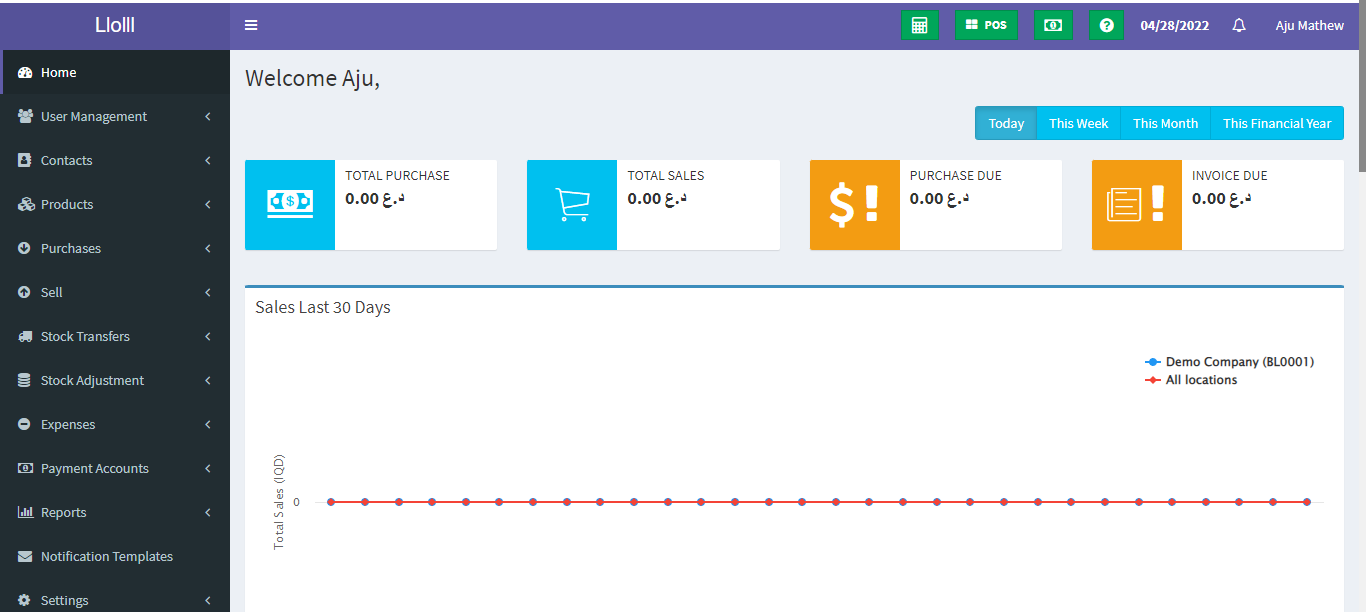 Llolll
POS
04/28/2022
Aju Mathew
Home
User Management
Contacts
Products
Purchases
Sell
Stock Transfers
Stock Adjustment
Expenses
Payment Accounts
Reports
Notification Templates
Settings
Welcome Aju,
Today
This Week
This Month
This Financial Year
TOTAL PURCHASE
0.00 د.ع
TOTAL SALES
0.00 د.ع
PURCHASE DUE
0.00 د.ع
INVOICE DUE
0.00 د.ع
Sales Last 30 Days
Demo Company (BL0001)
All locations
Total Sales (IQD)
0